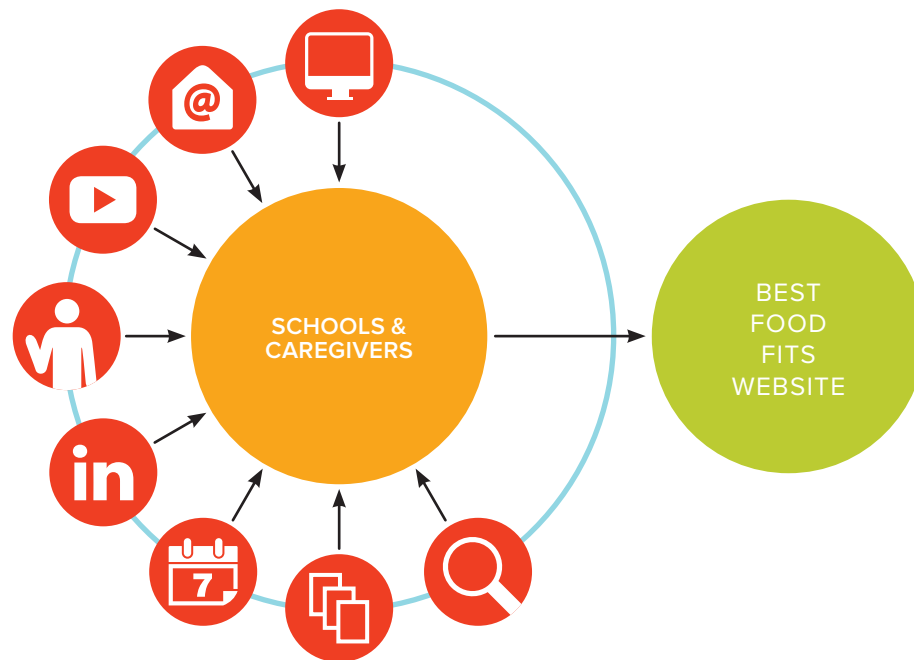 @
SCHOOLS &
CAREGIVERS
BEST
FOOD
FITS
WEBSITE
in
7